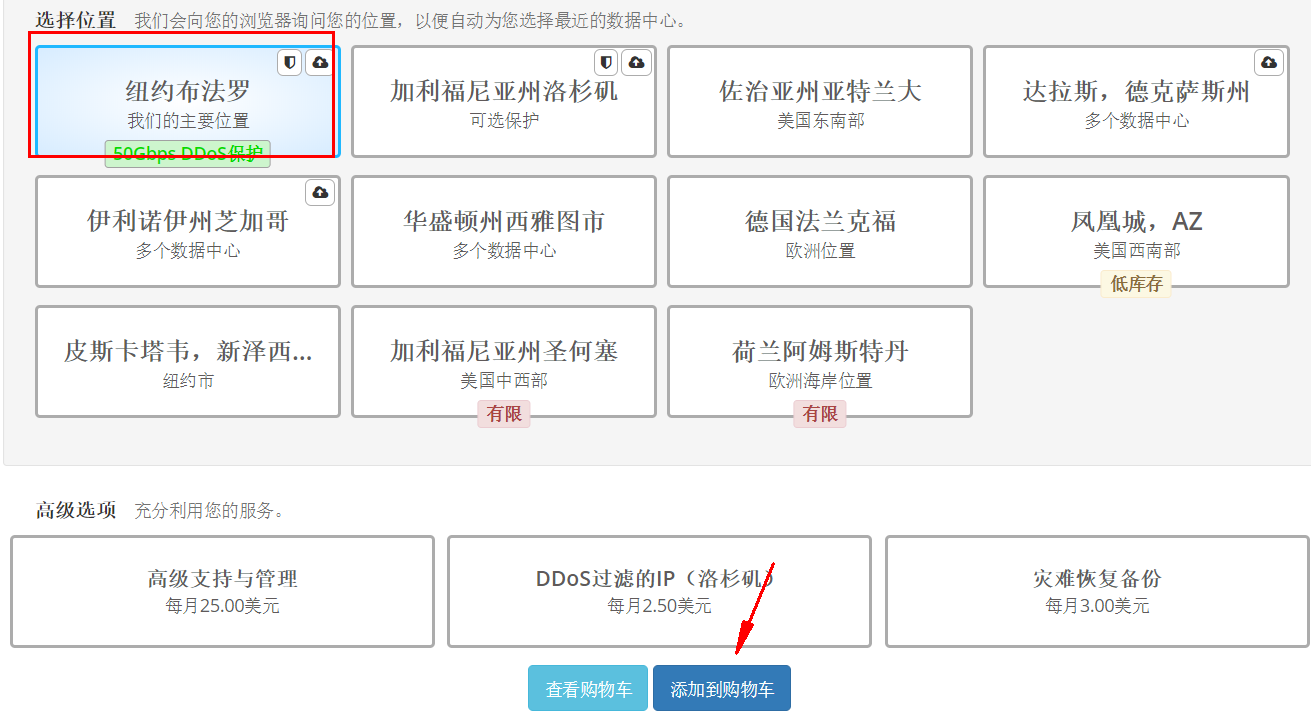 选择位置 我们会向您的浏览器询问您的位置，以便自动为您选择最近的数据中心。
纽约布法罗
我们的主要位置
50Gbps DDoS保护
加利福尼亚州洛杉矶
可选保护
佐治亚州亚特兰大
美国东南部
达拉斯，德克萨斯州
多个数据中心
伊利诺伊州芝加哥
多个数据中心
华盛顿州西雅图市
多个数据中心
德国法兰克福
欧洲位置
凤凰城，AZ
美国西南部
低库存
皮斯卡塔韦，新泽西...
纽约市
加利福尼亚州圣何塞
美国中西部
有限
荷兰阿姆斯特丹
欧洲海岸位置
有限
高级选项 充分利用您的服务。
高级支持与管理
每月25.00美元
DDoS过滤的IP（洛杉矶）
每月2.50美元
灾难恢复备份
每月3.00美元
查看购物车 添加到购物车